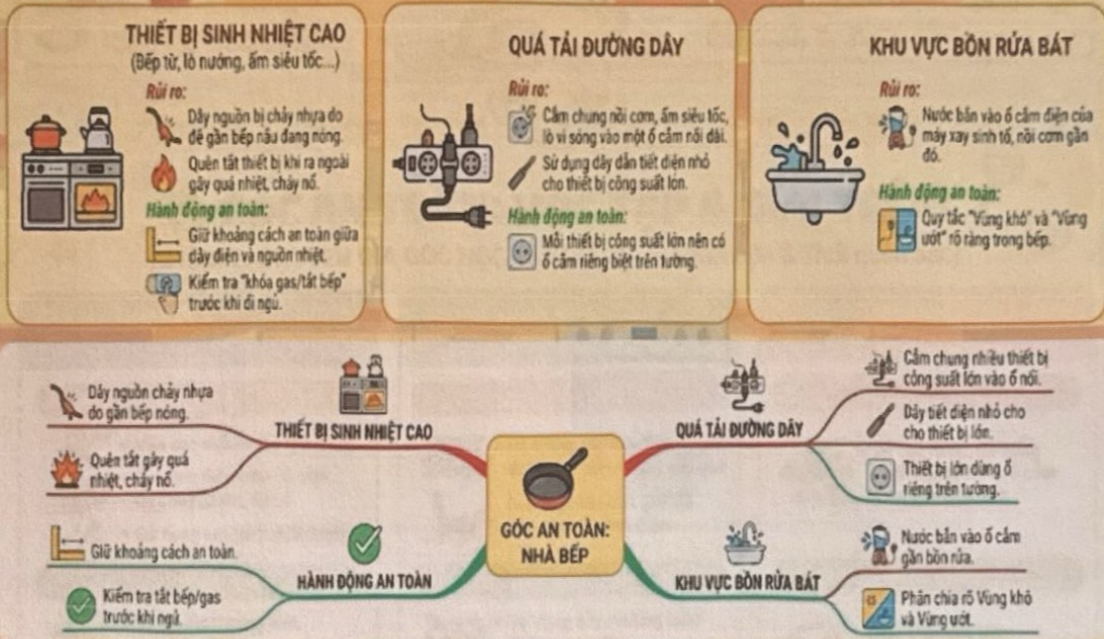 THIẾT BỊ SINH NHIỆT CAO
(Bếp từ, lò nướng, ấm siêu tốc...)
Rủi ro:
Dây nguồn bị chảy nhựa do
để gần bếp nấu đang nóng.
Quên tắt thiết bị khi ra ngoài
gây quá nhiệt, cháy nổ.
Hành động an toàn:
Giữ khoảng cách an toàn giữa
dây điện và nguồn nhiệt.
Kiểm tra "khóa gas/tắt bếp"
trước khi đi ngủ.
QUÁ TẢI ĐƯỜNG DÂY
Rủi ro:
Cắm chung nồi cơm, ấm siêu tốc,
lò vi sóng vào một ổ cắm nối dài.
Sử dụng dây dẫn tiết diện nhỏ
cho thiết bị công suất lớn.
Hành động an toàn:
Mỗi thiết bị công suất lớn nên có
ổ cắm riêng biệt trên tường.
KHU VỰC BỒN RỬA BÁT
Rủi ro:
Nước bắn vào ổ cắm điện của
máy xay sinh tố, nồi cơm gần
đó.
Hành động an toàn:
Quy tắc "Vùng khô" và "Vùng
ướt" rõ ràng trong bếp.
Dây nguồn chảy nhựa
do gần bếp nóng.
Quên tắt gây quá
nhiệt, cháy nổ.
THIẾT BỊ SINH NHIỆT CAO
Giữ khoảng cách an toàn.
Kiểm tra tắt bếp/gas
trước khi ngủ.
HÀNH ĐỘNG AN TOÀN
GÓC AN TOÀN:
NHÀ BẾP
QUÁ TẢI ĐƯỜNG DÂY
Cắm chung nhiều thiết bị
công suất lớn vào ổ nối.
Dây tiết diện nhỏ cho
cho thiết bị lớn.
Thiết bị lớn dùng ổ
riêng trên tường.
KHU VỰC BỒN RỬA BÁT
Nước bắn vào ổ cắm
gần bồn rửa.
Phân chia rõ Vùng khô
và Vùng ướt.